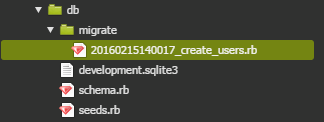 db
migrate
20160215140017_create_users.rb
development.sqlite3
schema.rb
seeds.rb